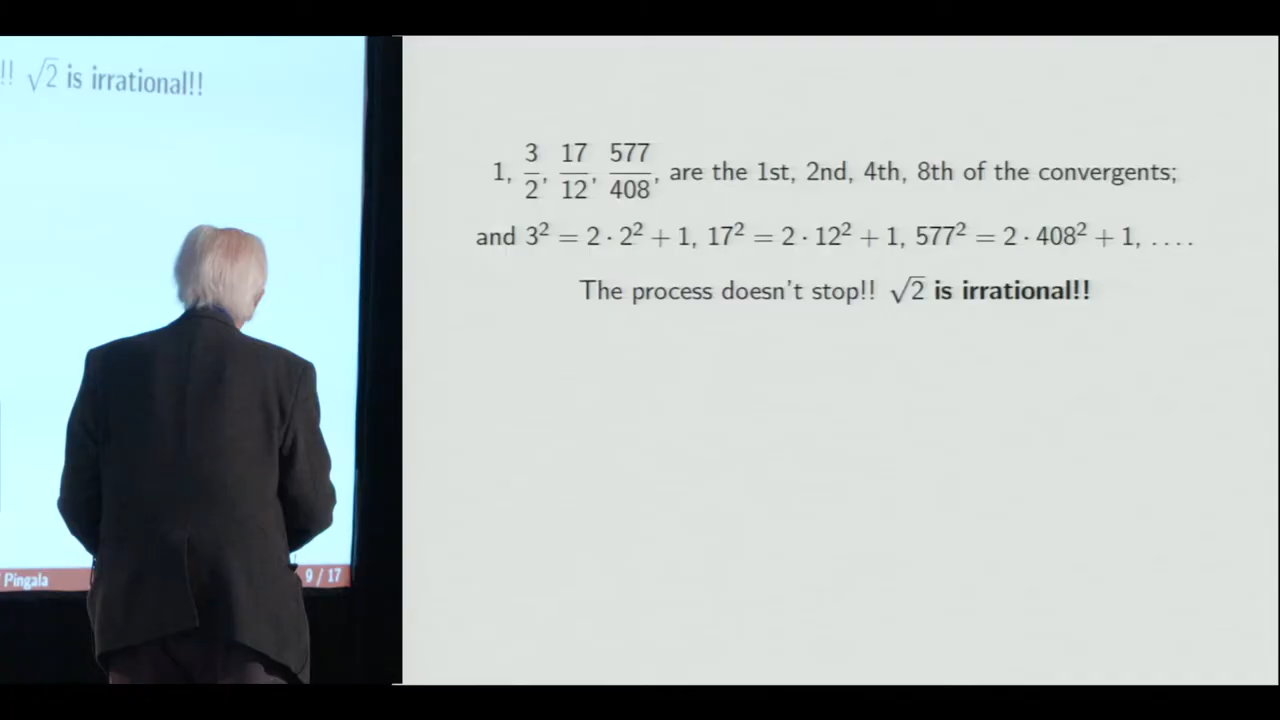 !! √2 is irrational!!
Pingala
9 / 17
1, 3/2, 17/12, 577/408, are the 1st, 2nd, 4th, 8th of the convergents;
and 3² = 2 · 2² + 1, 17² = 2 · 12² + 1, 577² = 2 · 408² + 1, ....
The process doesn't stop!! √2 is irrational!!